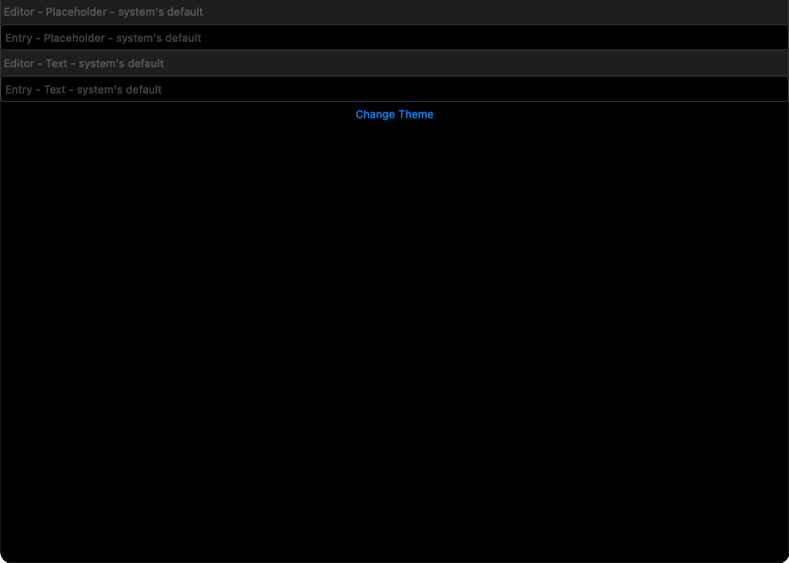 Editor - Placeholder - system's default
Entry - Placeholder - system's default
Editor - Text - system's default
Entry - Text - system's default
Change Theme